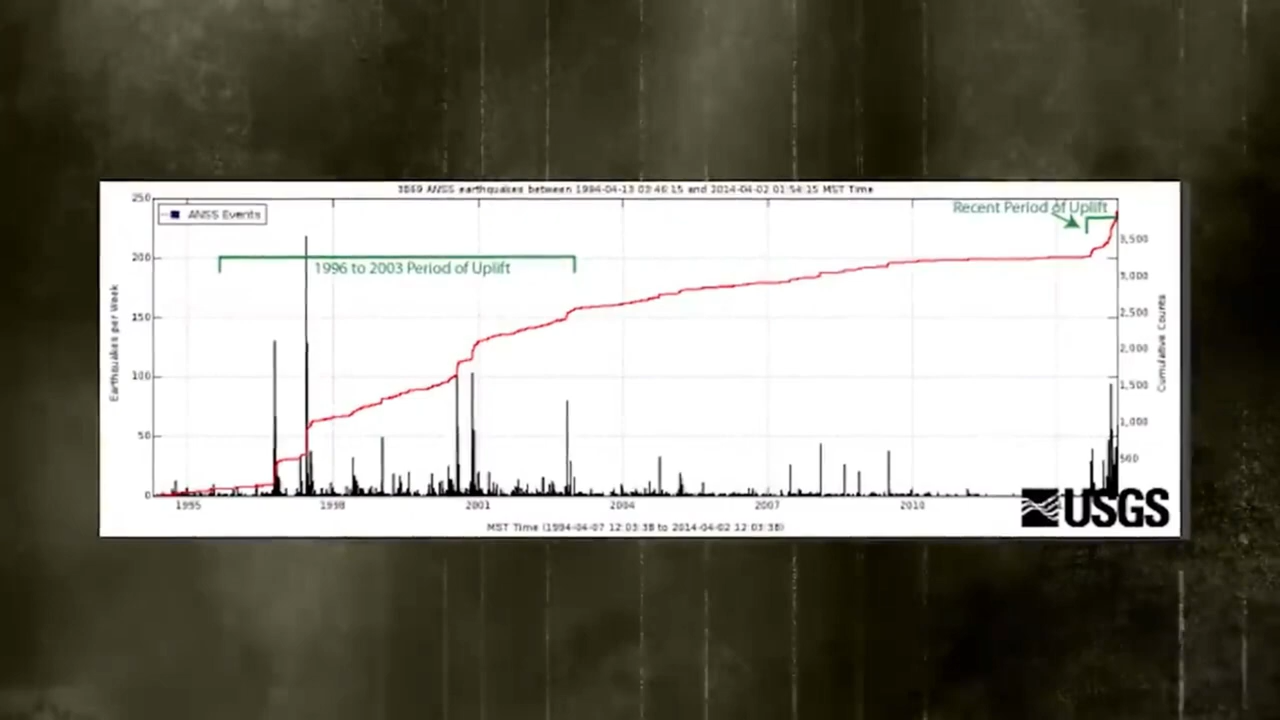 3869 ANSS earthquakes between 1994-04-13 03:46:15 and 2014-04-02 01:54:15 MST Time
250
ANSS Events
Recent Period of Uplift
3,500
200
1996 to 2003 Period of Uplift
3,000
150
2,500
Earthquakes per Week
Cumulative Counts
2,000
100
1,500
1,000
50
500
0
1995
1998
2001
2004
2007
2010
USGS
MST Time (1994-04-07 12:03:38 to 2014-04-02 12:03:38)